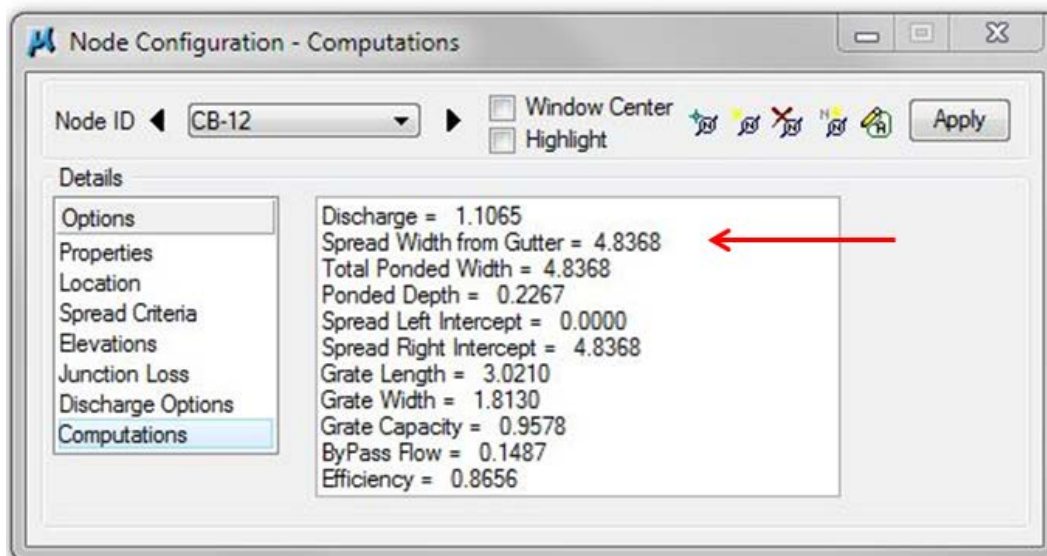 Node Configuration - Computations
Node ID CB-12 Window Center Apply
Highlight
Details
Options
Properties
Location
Spread Criteria
Elevations
Junction Loss
Discharge Options
Computations
Discharge = 1.1065
Spread Width from Gutter = 4.8368
Total Ponded Width = 4.8368
Ponded Depth = 0.2267
Spread Left Intercept = 0.0000
Spread Right Intercept = 4.8368
Grate Length = 3.0210
Grate Width = 1.8130
Grate Capacity = 0.9578
ByPass Flow = 0.1487
Efficiency = 0.8656